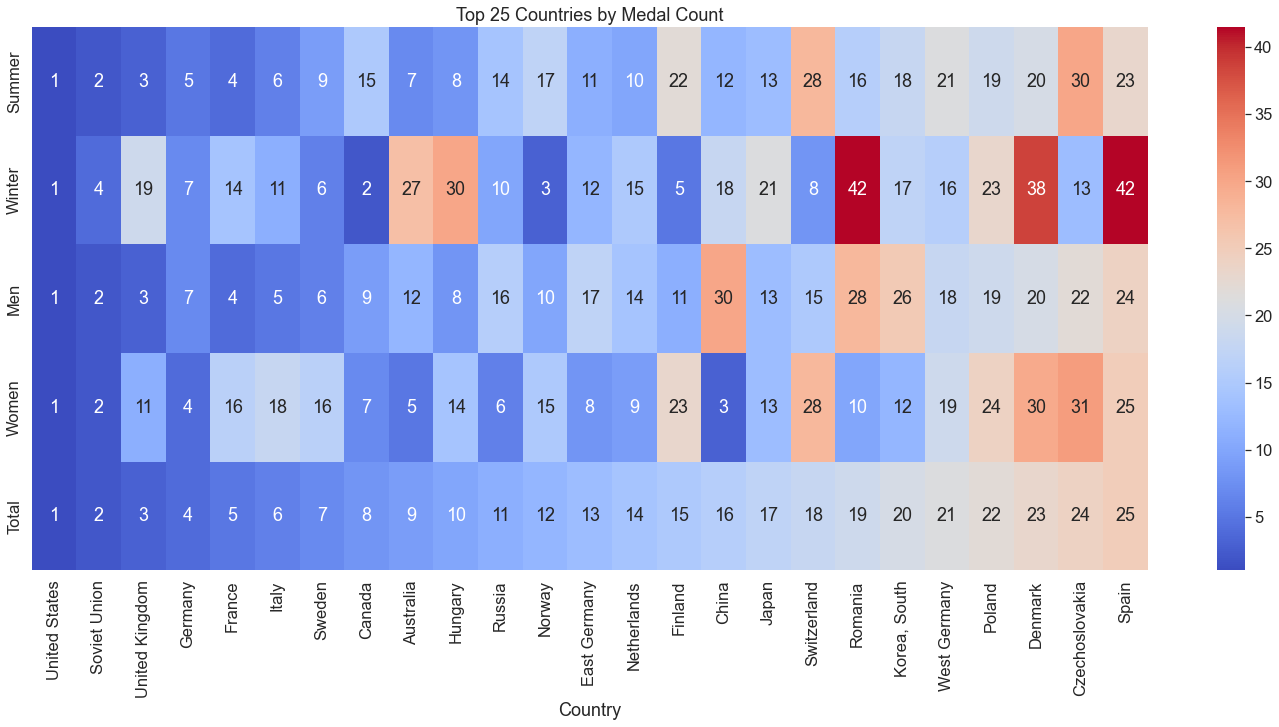 Top 25 Countries by Medal Count
Summer 1 2 3 5 4 6 9 15 7 8 14 17 11 10 22 12 13 28 16 18 21 19 20 30 23
Winter 1 4 19 7 14 11 6 2 27 30 10 3 12 15 5 18 21 8 42 17 16 23 38 13 42
Men 1 2 3 7 4 5 6 9 12 8 16 10 17 14 11 30 13 15 28 26 18 19 20 22 24
Women 1 2 11 4 16 18 16 7 5 14 6 15 8 9 23 3 13 28 10 12 19 24 30 31 25
Total 1 2 3 4 5 6 7 8 9 10 11 12 13 14 15 16 17 18 19 20 21 22 23 24 25
United States
Soviet Union
United Kingdom
Germany
France
Italy
Sweden
Canada
Australia
Hungary
Russia
Norway
East Germany
Netherlands
Finland
China
Japan
Switzerland
Romania
Korea, South
West Germany
Poland
Denmark
Czechoslovakia
Spain
Country
40
35
30
25
20
15
10
5